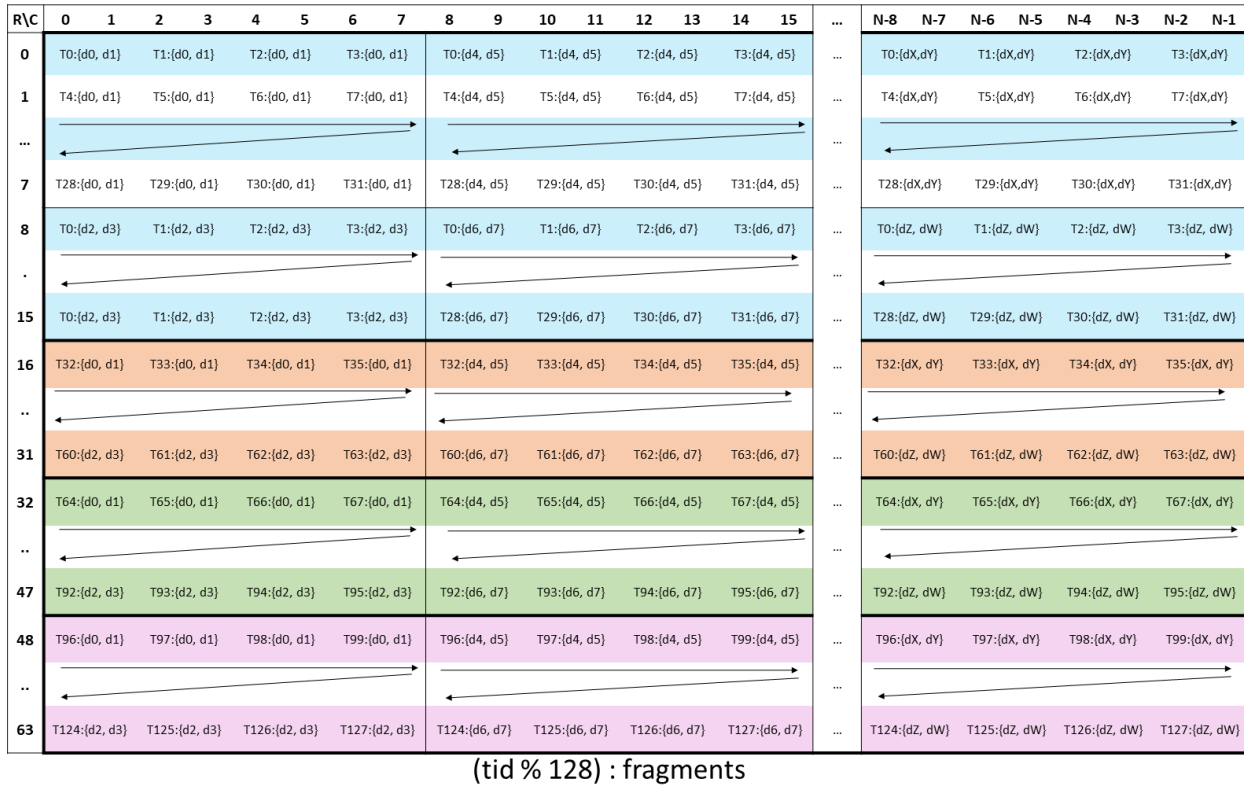 R\C 0 1 2 3 4 5 6 7 8 9 10 11 12 13 14 15 ... N-8 N-7 N-6 N-5 N-4 N-3 N-2 N-1
0 T0:{d0, d1} T1:{d0, d1} T2:{d0, d1} T3:{d0, d1} T0:{d4, d5} T1:{d4, d5} T2:{d4, d5} T3:{d4, d5} ... T0:{dX,dY} T1:{dX,dY} T2:{dX,dY} T3:{dX,dY}
1 T4:{d0, d1} T5:{d0, d1} T6:{d0, d1} T7:{d0, d1} T4:{d4, d5} T5:{d4, d5} T6:{d4, d5} T7:{d4, d5} ... T4:{dX,dY} T5:{dX,dY} T6:{dX,dY} T7:{dX,dY}
... ...
7 T28:{d0, d1} T29:{d0, d1} T30:{d0, d1} T31:{d0, d1} T28:{d4, d5} T29:{d4, d5} T30:{d4, d5} T31:{d4, d5} ... T28:{dX,dY} T29:{dX,dY} T30:{dX,dY} T31:{dX,dY}
8 T0:{d2, d3} T1:{d2, d3} T2:{d2, d3} T3:{d2, d3} T0:{d6, d7} T1:{d6, d7} T2:{d6, d7} T3:{d6, d7} ... T0:{dZ, dW} T1:{dZ, dW} T2:{dZ, dW} T3:{dZ, dW}
. ...
15 T0:{d2, d3} T1:{d2, d3} T2:{d2, d3} T3:{d2, d3} T28:{d6, d7} T29:{d6, d7} T30:{d6, d7} T31:{d6, d7} ... T28:{dZ, dW} T29:{dZ, dW} T30:{dZ, dW} T31:{dZ, dW}
16 T32:{d0, d1} T33:{d0, d1} T34:{d0, d1} T35:{d0, d1} T32:{d4, d5} T33:{d4, d5} T34:{d4, d5} T35:{d4, d5} ... T32:{dX, dY} T33:{dX, dY} T34:{dX, dY} T35:{dX, dY}
.. ...
31 T60:{d2, d3} T61:{d2, d3} T62:{d2, d3} T63:{d2, d3} T60:{d6, d7} T61:{d6, d7} T62:{d6, d7} T63:{d6, d7} ... T60:{dZ, dW} T61:{dZ, dW} T62:{dZ, dW} T63:{dZ, dW}
32 T64:{d0, d1} T65:{d0, d1} T66:{d0, d1} T67:{d0, d1} T64:{d4, d5} T65:{d4, d5} T66:{d4, d5} T67:{d4, d5} ... T64:{dX, dY} T65:{dX, dY} T66:{dX, dY} T67:{dX, dY}
.. ...
47 T92:{d2, d3} T93:{d2, d3} T94:{d2, d3} T95:{d2, d3} T92:{d6, d7} T93:{d6, d7} T94:{d6, d7} T95:{d6, d7} ... T92:{dZ, dW} T93:{dZ, dW} T94:{dZ, dW} T95:{dZ, dW}
48 T96:{d0, d1} T97:{d0, d1} T98:{d0, d1} T99:{d0, d1} T96:{d4, d5} T97:{d4, d5} T98:{d4, d5} T99:{d4, d5} ... T96:{dX, dY} T97:{dX, dY} T98:{dX, dY} T99:{dX, dY}
.. ...
63 T124:{d2, d3} T125:{d2, d3} T126:{d2, d3} T127:{d2, d3} T124:{d6, d7} T125:{d6, d7} T126:{d6, d7} T127:{d6, d7} ... T124:{dZ, dW} T125:{dZ, dW} T126:{dZ, dW} T127:{dZ, dW}
(tid % 128) : fragments